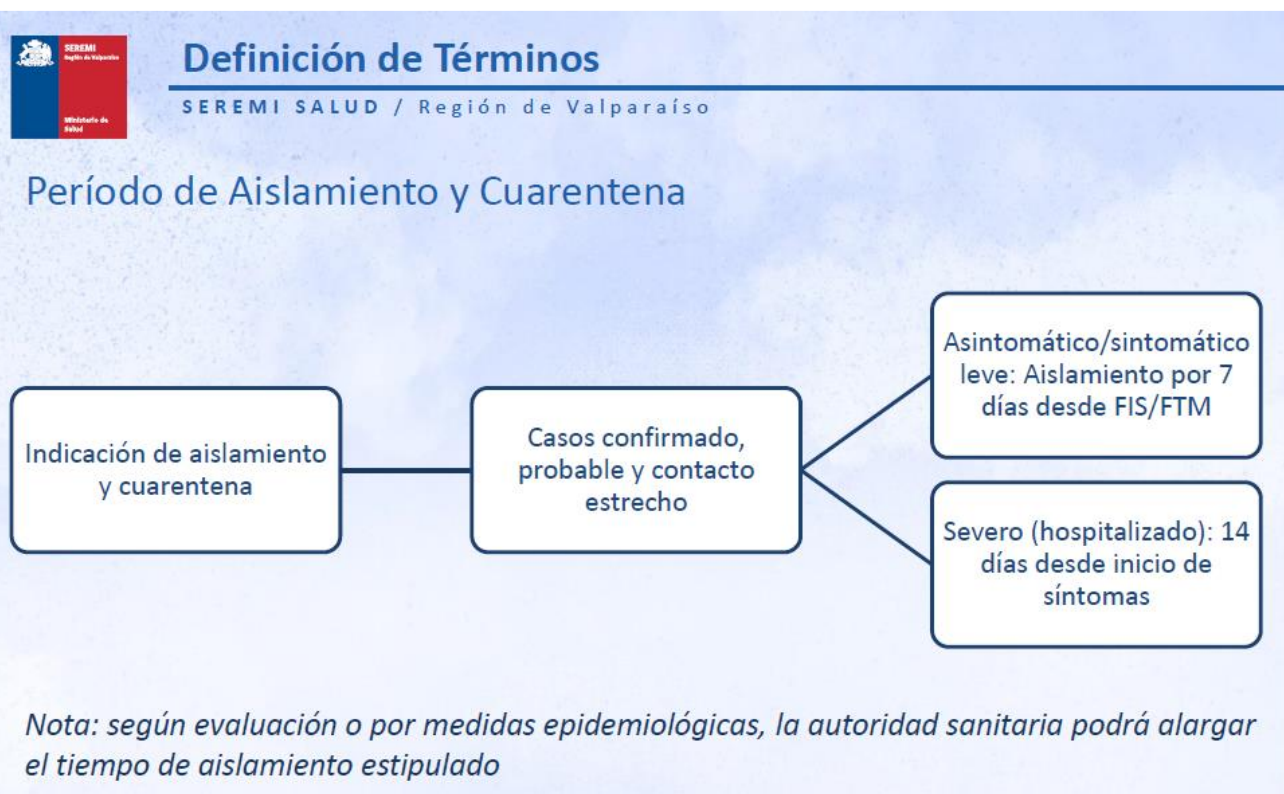 SEREMI
Región de Valparaíso
Ministerio de
Salud
Definición de Términos
SEREMI SALUD / Región de Valparaíso
Período de Aislamiento y Cuarentena
Indicación de aislamiento
y cuarentena
Casos confirmado,
probable y contacto
estrecho
Asintomático/sintomático
leve: Aislamiento por 7
días desde FIS/FTM
Severo (hospitalizado): 14
días desde inicio de
síntomas
Nota: según evaluación o por medidas epidemiológicas, la autoridad sanitaria podrá alargar
el tiempo de aislamiento estipulado